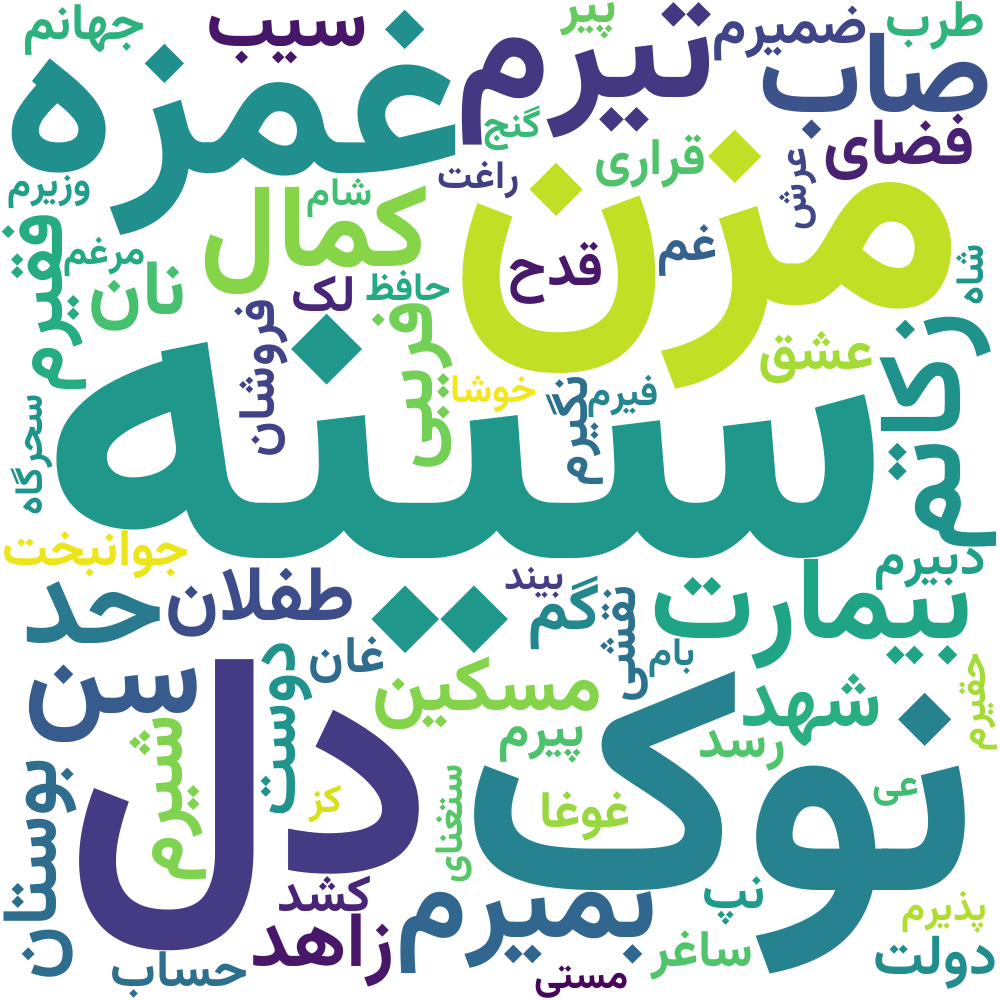 جهانم
سیب
پیر
تیرم
ضمیرم
طرب
غمزه
صاب
گنج
فضای
قراری
مزن
وزیرم
شام
راغت
عرش
فقیرم
کمال
غم
مرغم
نان
لک
حافظ
قدح
شاه
فروشان
فریبی
عشق
زکاتم
سینه
خوشا
نگیرم
فیرم
سحرگاه
جوانبخت
دبیرم
حد
طفلان
بیند
گم
نقشی
بیمارت
سن
غان
دوست
مسکین
بام
شهد
حقیرم
دل
شیرم
پیرم
رسد
نوک
بوستان
کز
ستغنای
غوغا
عی
کشد
بمیرم
نپ
پذیرم
زاهد
حساب
مستی
ساغر
دولت